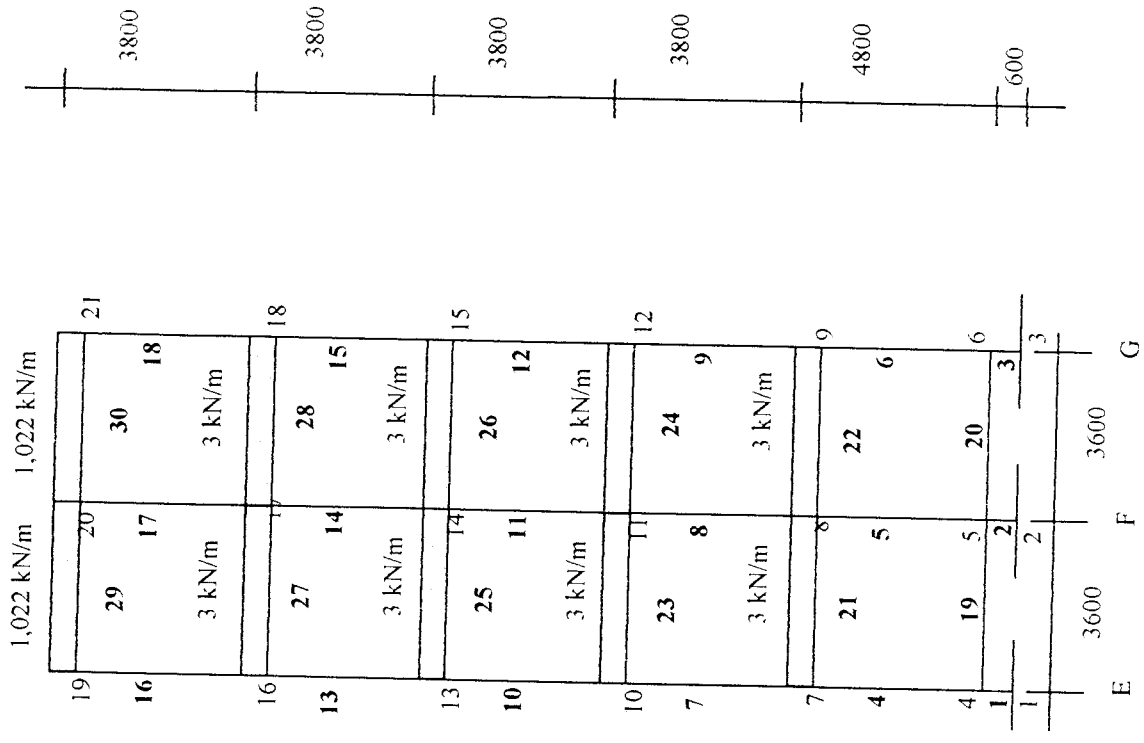 1,022 kN/m 1,022 kN/m
3800
19 20 21
16 29 17 30 18
3 kN/m 3 kN/m
3800
16 18
13 27 14 28 15
3 kN/m 3 kN/m
3800
13 14 15
10 25 11 26 12
3 kN/m 3 kN/m
3800
10 11 12
7 23 8 24 9
3 kN/m 3 kN/m
4800
7 8 9
4 21 5 22 6
4 19 5 20 6
600
1 2 3
1 2 3
3600 3600
E F G